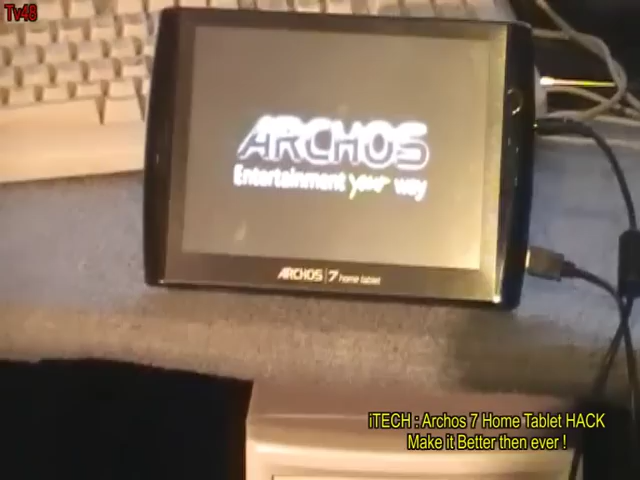 Tv48
ARCHOS
Entertainment your way
ARCHOS 7 home tablet
iTECH : Archos 7 Home Tablet HACK
Make it Better then ever !